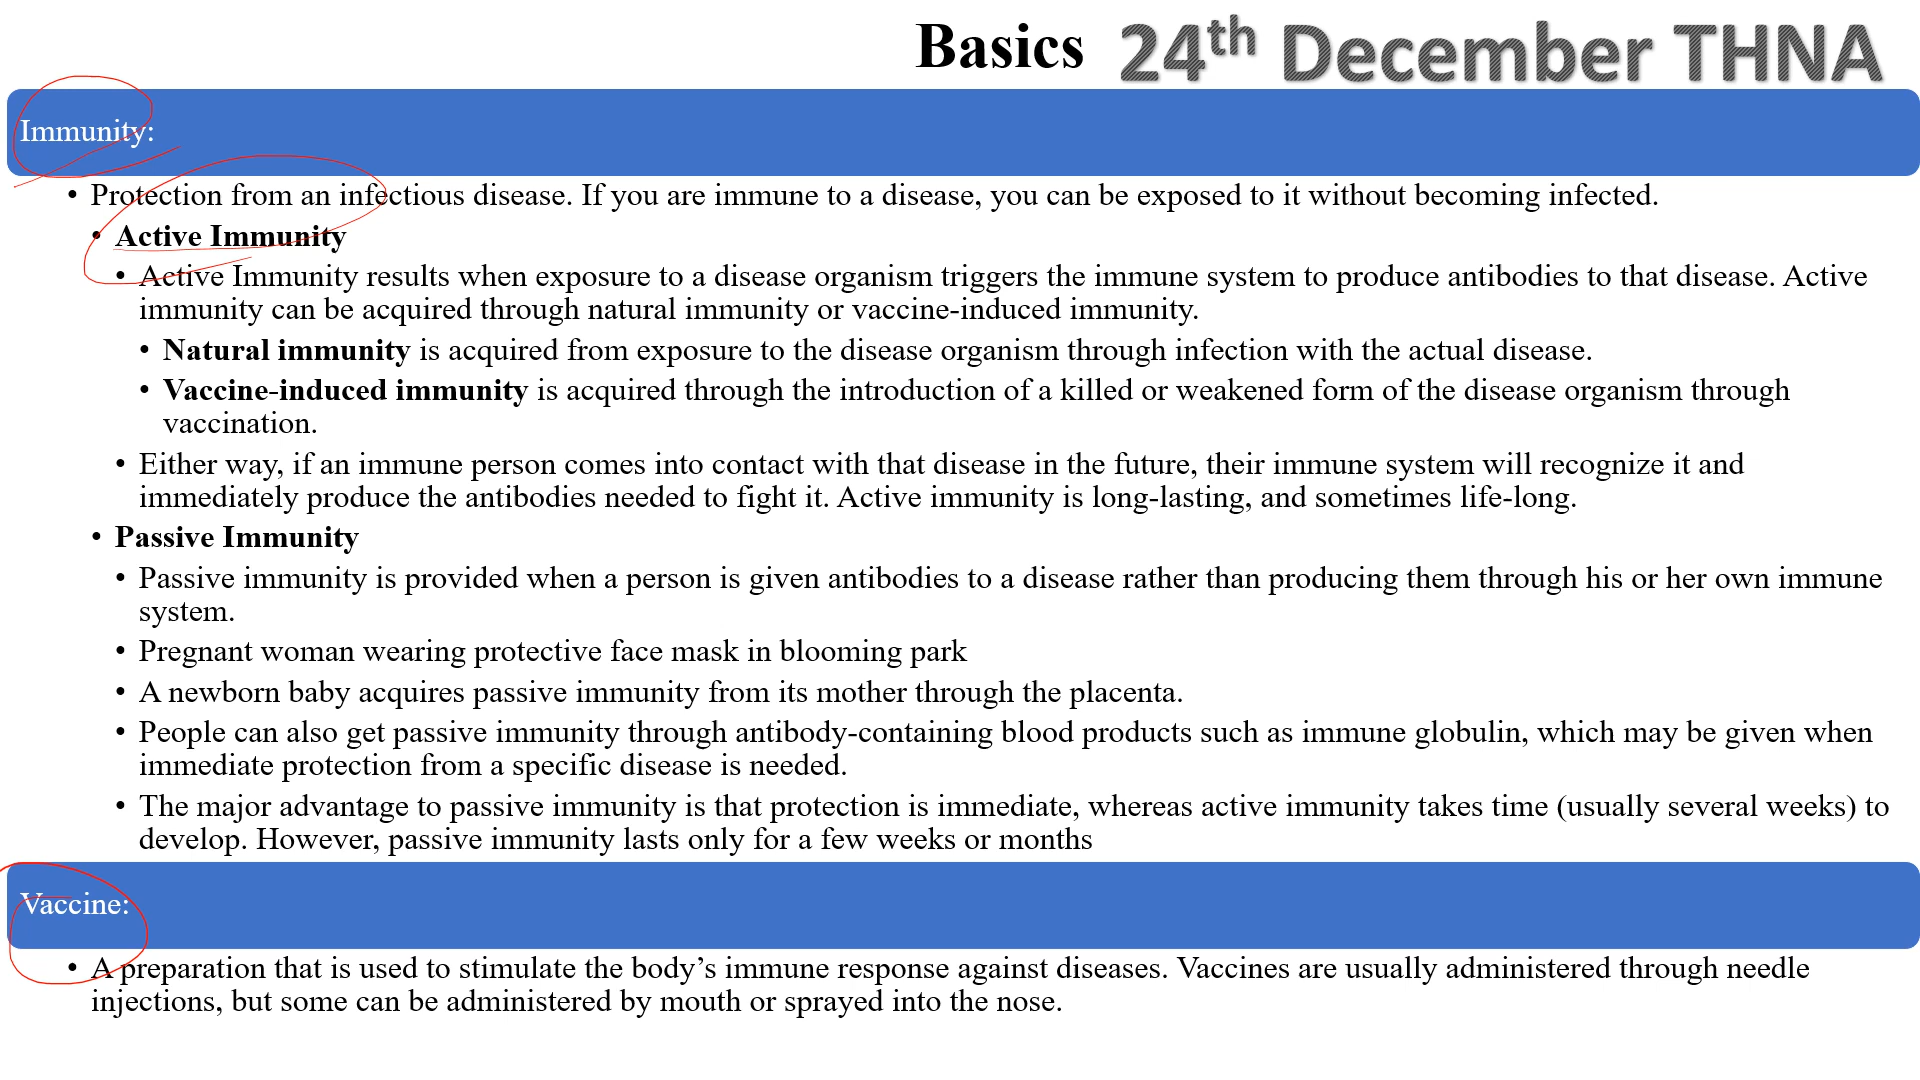 Basics 24th December THNA
Immunity:
• Protection from an infectious disease. If you are immune to a disease, you can be exposed to it without becoming infected.
• Active Immunity
• Active Immunity results when exposure to a disease organism triggers the immune system to produce antibodies to that disease. Active
immunity can be acquired through natural immunity or vaccine-induced immunity.
• Natural immunity is acquired from exposure to the disease organism through infection with the actual disease.
• Vaccine-induced immunity is acquired through the introduction of a killed or weakened form of the disease organism through
vaccination.
• Either way, if an immune person comes into contact with that disease in the future, their immune system will recognize it and
immediately produce the antibodies needed to fight it. Active immunity is long-lasting, and sometimes life-long.
• Passive Immunity
• Passive immunity is provided when a person is given antibodies to a disease rather than producing them through his or her own immune
system.
• Pregnant woman wearing protective face mask in blooming park
• A newborn baby acquires passive immunity from its mother through the placenta.
• People can also get passive immunity through antibody-containing blood products such as immune globulin, which may be given when
immediate protection from a specific disease is needed.
• The major advantage to passive immunity is that protection is immediate, whereas active immunity takes time (usually several weeks) to
develop. However, passive immunity lasts only for a few weeks or months
Vaccine:
• A preparation that is used to stimulate the body’s immune response against diseases. Vaccines are usually administered through needle
injections, but some can be administered by mouth or sprayed into the nose.